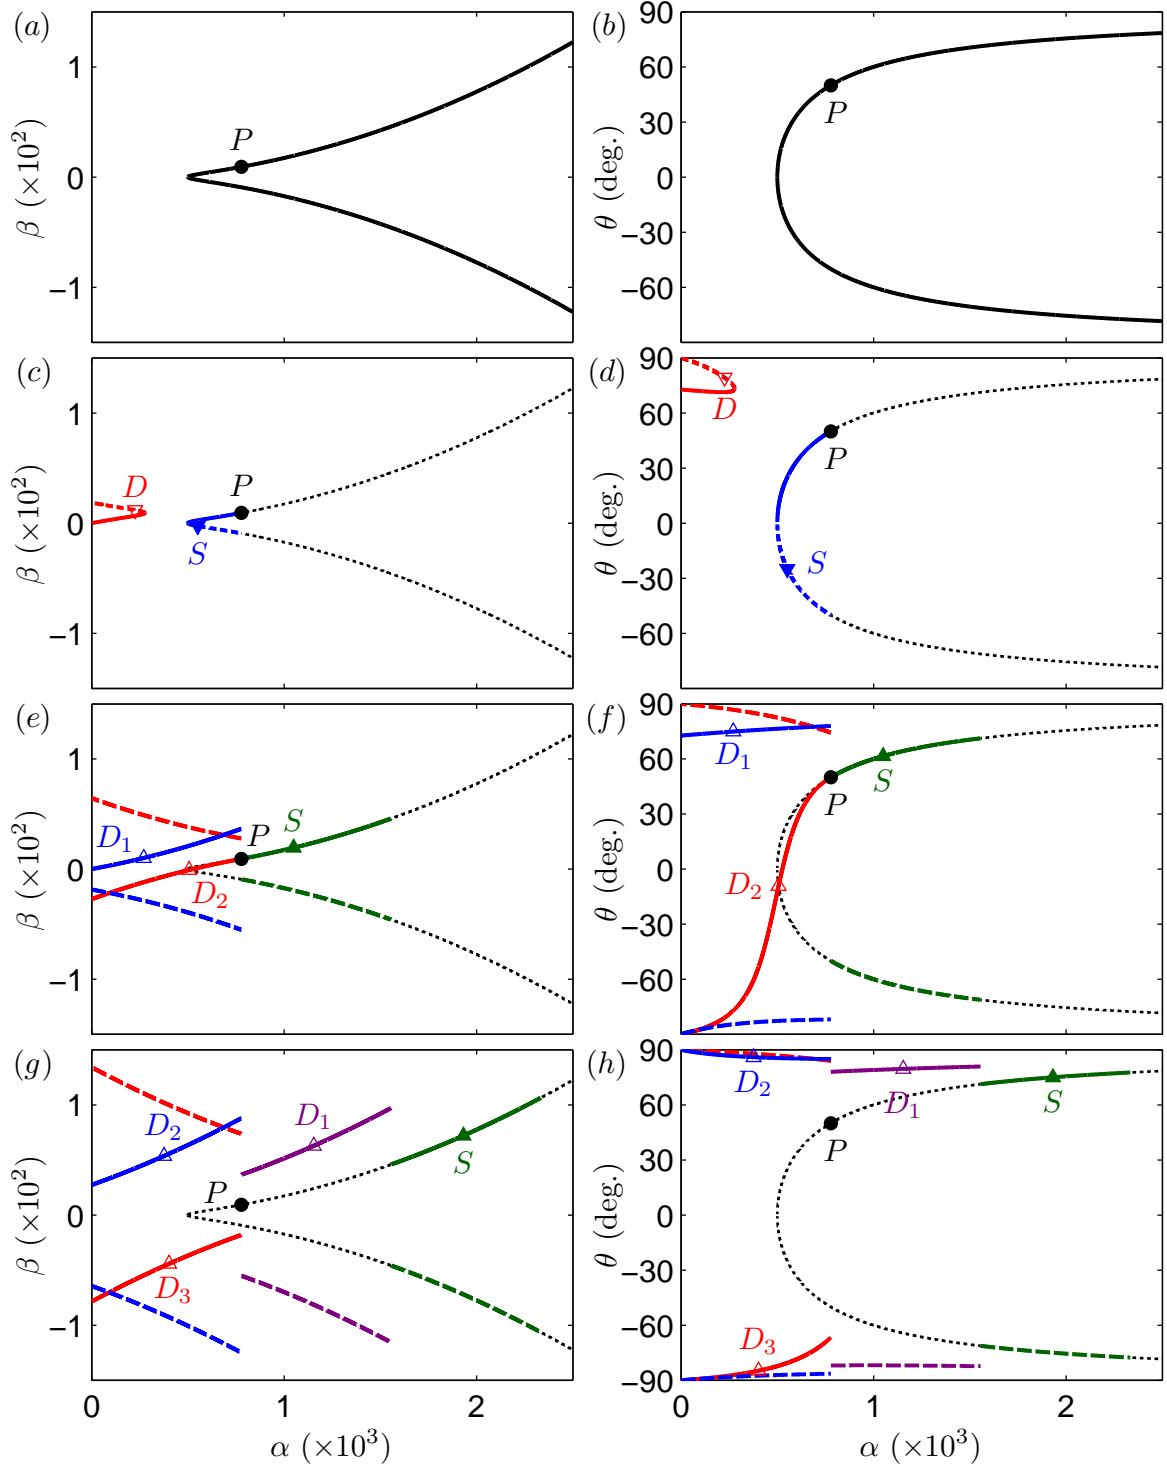 (a)
1
0
−1
β (×10²)
P
(b)
90
60
30
0
−30
−60
θ (deg.)
P
(c)
1
0
−1
β (×10²)
D
S
P
(d)
90
60
30
0
−30
−60
θ (deg.)
D
P
S
(e)
1
0
−1
β (×10²)
D₁
D₂
P
S
(f)
90
60
30
0
−30
−60
θ (deg.)
D₁
S
P
D₂
(g)
1
0
−1
β (×10²)
D₂
D₁
P
S
D₃
0
1
2
α (×10³)
(h)
90
60
30
0
−30
−60
−90
θ (deg.)
D₂
D₁
S
P
D₃
0
1
2
α (×10³)